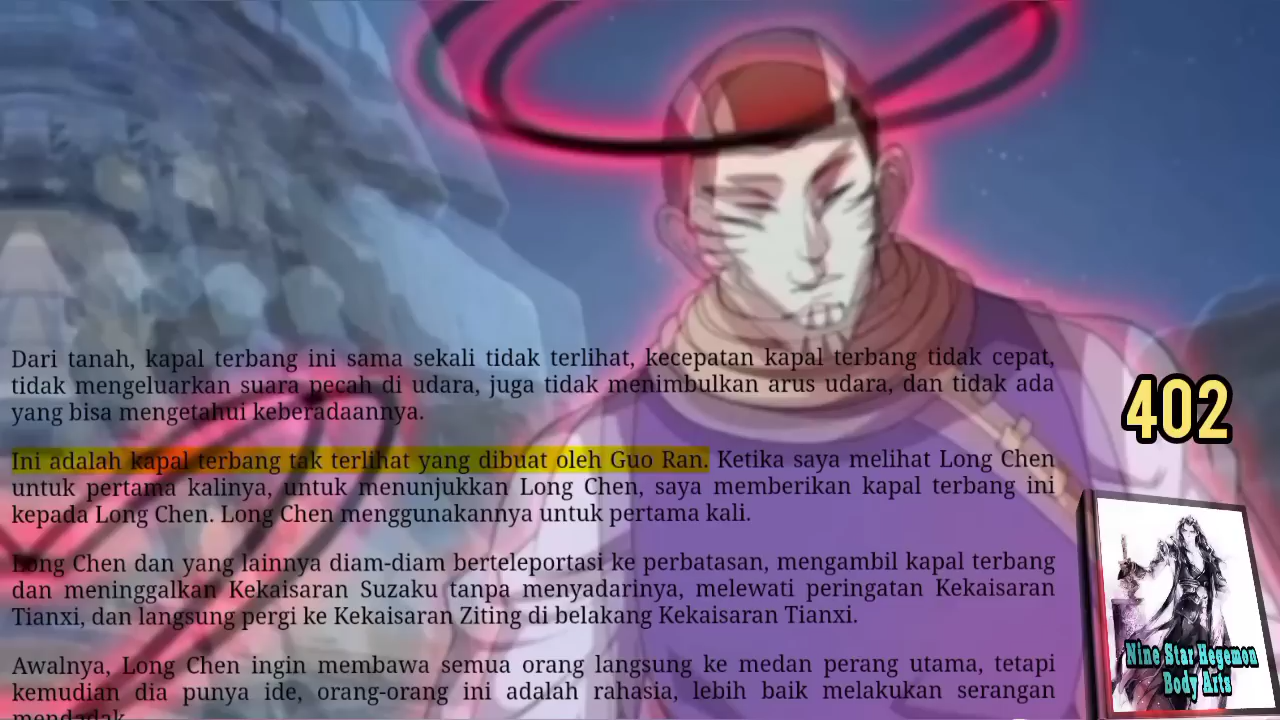 Dari tanah, kapal terbang ini sama sekali tidak terlihat, kecepatan kapal terbang tidak cepat,
tidak mengeluarkan suara pecah di udara, juga tidak menimbulkan arus udara, dan tidak ada
yang bisa mengetahui keberadaannya.
Ini adalah kapal terbang tak terlihat yang dibuat oleh Guo Ran. Ketika saya melihat Long Chen
untuk pertama kalinya, untuk menunjukkan Long Chen, saya memberikan kapal terbang ini
kepada Long Chen. Long Chen menggunakannya untuk pertama kali.
Long Chen dan yang lainnya diam-diam berteleportasi ke perbatasan, mengambil kapal terbang
dan meninggalkan Kekaisaran Suzaku tanpa menyadarinya, melewati peringatan Kekaisaran
Tianxi, dan langsung pergi ke Kekaisaran Ziting di belakang Kekaisaran Tianxi.
Awalnya, Long Chen ingin membawa semua orang langsung ke medan perang utama, tetapi
kemudian dia punya ide, orang-orang ini adalah rahasia, lebih baik melakukan serangan
mendadak.
402
Nine Star Hegemon
Body Arts